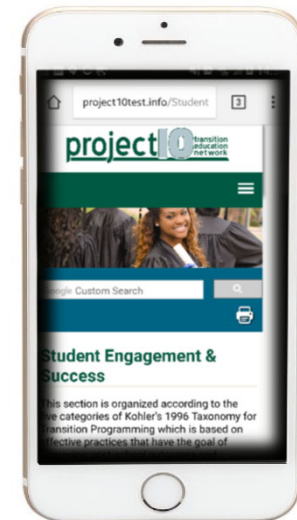 project10test.info/Student
3
project10 transition
education
network
Google Custom Search
Student Engagement &
Success
This section is organized according to the
five categories of Kohler's 1996 Taxonomy for
Transition Programming which is based on
effective practices that have the goal of